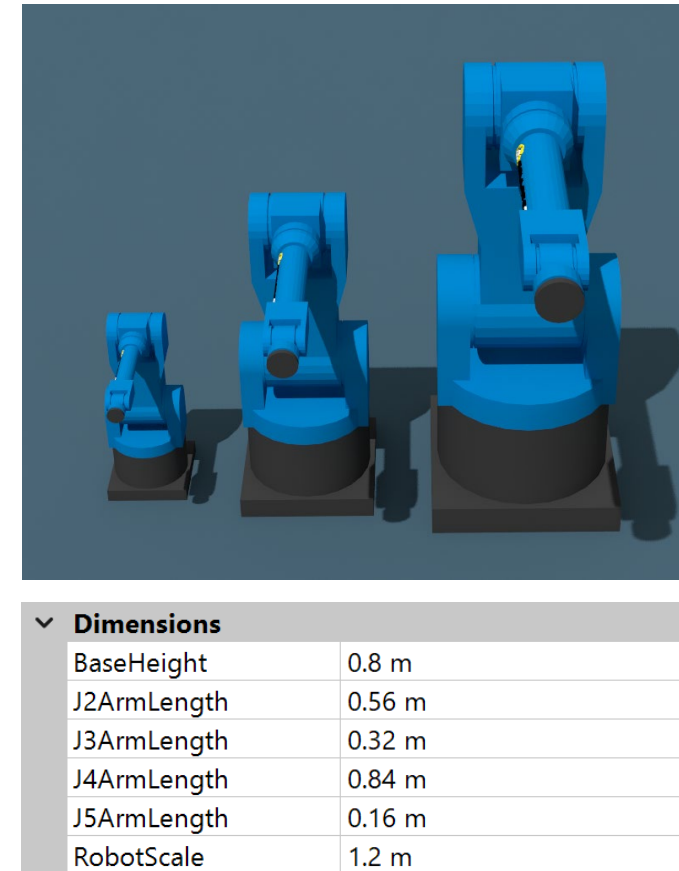 Dimensions
BaseHeight 0.8 m
J2ArmLength 0.56 m
J3ArmLength 0.32 m
J4ArmLength 0.84 m
J5ArmLength 0.16 m
RobotScale 1.2 m